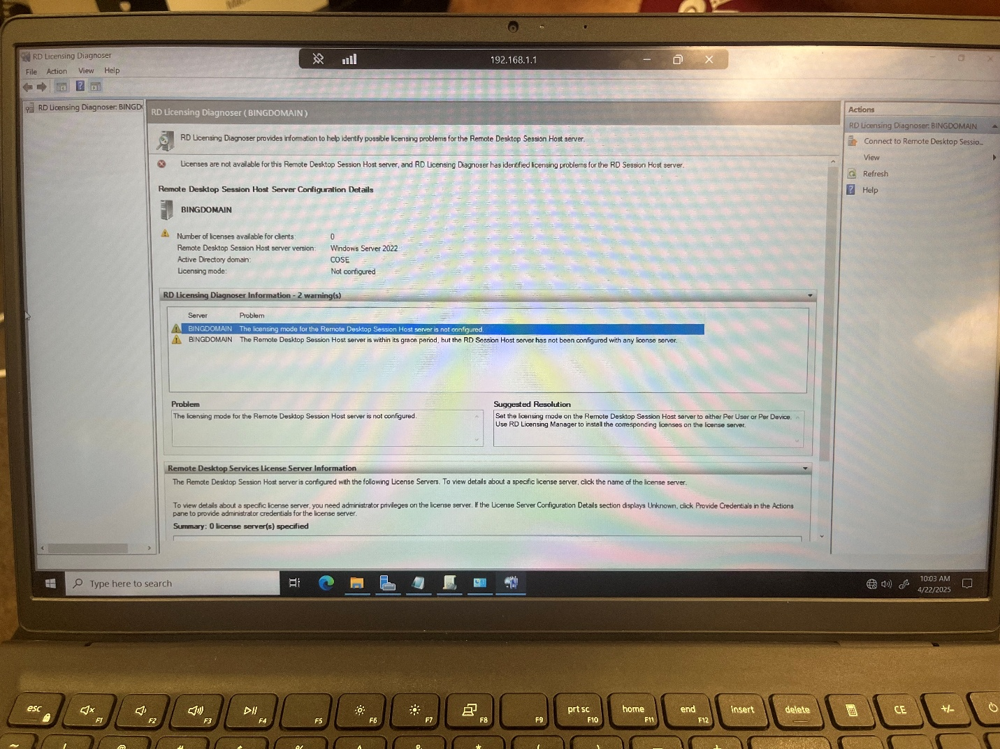 RD Licensing Diagnoser
192.168.1.1
File Action View Help
RD Licensing Diagnoser: BINGD
RD Licensing Diagnoser (BINGDOMAIN)
RD Licensing Diagnoser provides information to help identify possible licensing problems for the Remote Desktop Session Host server.
Licenses are not available for this Remote Desktop Session Host server, and RD Licensing Diagnoser has identified licensing problems for the RD Session Host server.
Remote Desktop Session Host Server Configuration Details
BINGDOMAIN
Number of licenses available for clients: 0
Remote Desktop Session Host server version: Windows Server 2022
Active Directory domain: COSE
Licensing mode: Not configured
RD Licensing Diagnoser Information - 2 warning(s)
Server Problem
BINGDOMAIN The licensing mode for the Remote Desktop Session Host server is not configured.
BINGDOMAIN The Remote Desktop Session Host server is within its grace period, but the RD Session Host server has not been configured with any license server.
Problem
The licensing mode for the Remote Desktop Session Host server is not configured.
Suggested Resolution
Set the licensing mode on the Remote Desktop Session Host server to either Per User or Per Device.
Use RD Licensing Manager to install the corresponding licenses on the license server.
Remote Desktop Services License Server Information
The Remote Desktop Session Host server is configured with the following License Servers. To view details about a specific license server, click the name of the license server.
To view details about a specific license server, you need administrator privileges on the license server. If the License Server Configuration Details section displays Unknown, click Provide Credentials in the Actions
pane to provide administrator credentials for the license server.
Summary: 0 license server(s) specified
Actions
RD Licensing Diagnoser: BINGDOMAIN
Connect to Remote Desktop Sessio...
View
Refresh
Help
Type here to search
10:03 AM
4/22/2025
esc F1 F2 F3 F4 F5 F6 F7 F8 F9 prt sc F10 home F11 end F12 insert delete CE +/-